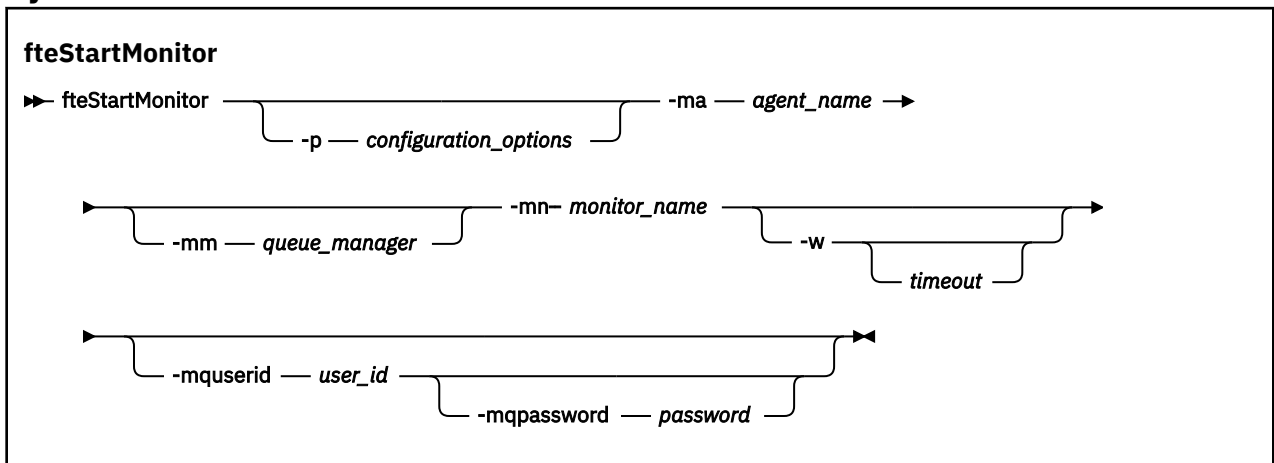 fteStartMonitor
fteStartMonitor -ma agent_name
-p configuration_options
-mn monitor_name
-mm queue_manager -w
timeout
-mquserid user_id
-mqpassword password